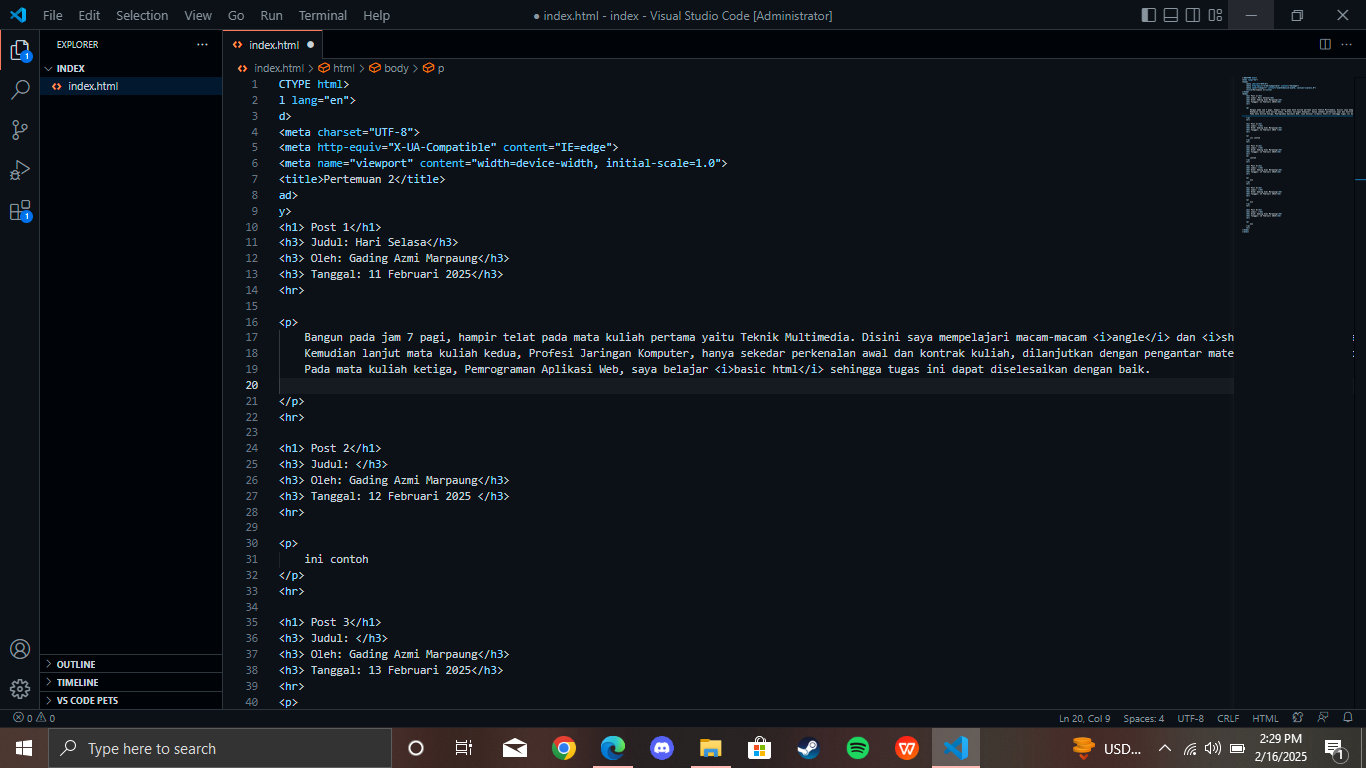 File Edit Selection View Go Run Terminal Help ● index.html - index - Visual Studio Code [Administrator]
EXPLORER ··· index.html ●
INDEX index.html > html > body > p
index.html
1 CTYPE html>
2 l lang="en">
3 d>
4 <meta charset="UTF-8">
5 <meta http-equiv="X-UA-Compatible" content="IE=edge">
6 <meta name="viewport" content="width=device-width, initial-scale=1.0">
7 <title>Pertemuan 2</title>
8 ad>
9 y>
10 <h1> Post 1</h1>
11 <h3> Judul: Hari Selasa</h3>
12 <h3> Oleh: Gading Azmi Marpaung</h3>
13 <h3> Tanggal: 11 Februari 2025</h3>
14 <hr>
15
16 <p>
17 Bangun pada jam 7 pagi, hampir telat pada mata kuliah pertama yaitu Teknik Multimedia. Disini saya mempelajari macam-macam <i>angle</i> dan <i>sh
18 Kemudian lanjut mata kuliah kedua, Profesi Jaringan Komputer, hanya sekedar perkenalan awal dan kontrak kuliah, dilanjutkan dengan pengantar mate
19 Pada mata kuliah ketiga, Pemrograman Aplikasi Web, saya belajar <i>basic html</i> sehingga tugas ini dapat diselesaikan dengan baik.
20
21 </p>
22 <hr>
23
24 <h1> Post 2</h1>
25 <h3> Judul: </h3>
26 <h3> Oleh: Gading Azmi Marpaung</h3>
27 <h3> Tanggal: 12 Februari 2025 </h3>
28 <hr>
29
30 <p>
31 ini contoh
32 </p>
33 <hr>
34
35 <h1> Post 3</h1>
36 <h3> Judul: </h3>
37 <h3> Oleh: Gading Azmi Marpaung</h3>
38 <h3> Tanggal: 13 Februari 2025</h3>
39 <hr>
40 <p>
OUTLINE
TIMELINE
VS CODE PETS
0 0 Ln 20, Col 9 Spaces: 4 UTF-8 CRLF HTML
Type here to search USD... 2:29 PM
2/16/2025
1